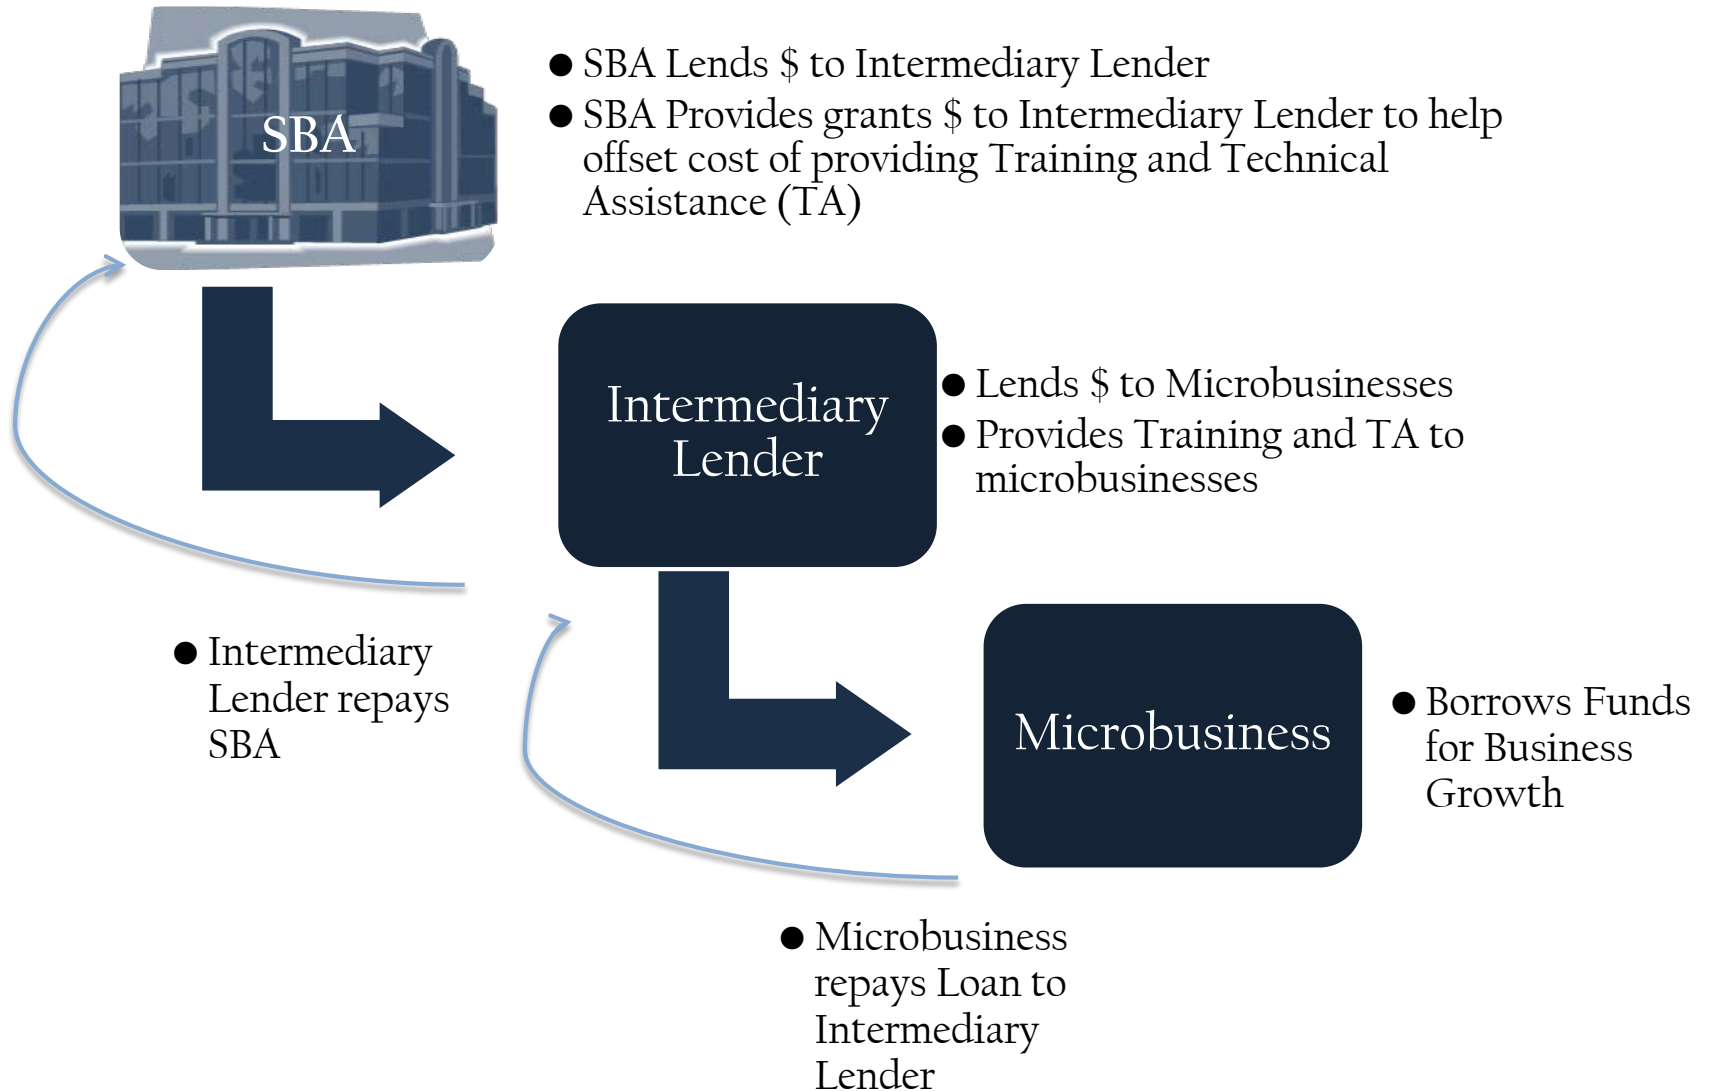 SBA
● SBA Lends $ to Intermediary Lender
● SBA Provides grants $ to Intermediary Lender to help
offset cost of providing Training and Technical
Assistance (TA)
Intermediary
Lender
● Lends $ to Microbusinesses
● Provides Training and TA to
microbusinesses
● Intermediary
Lender repays
SBA
Microbusiness
● Borrows Funds
for Business
Growth
● Microbusiness
repays Loan to
Intermediary
Lender